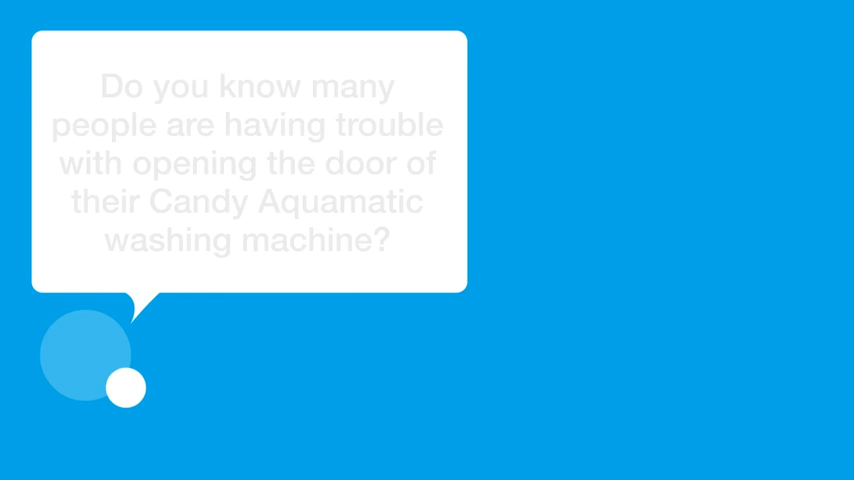 Do you know many
people are having trouble
with opening the door of
their Candy Aquamatic
washing machine?